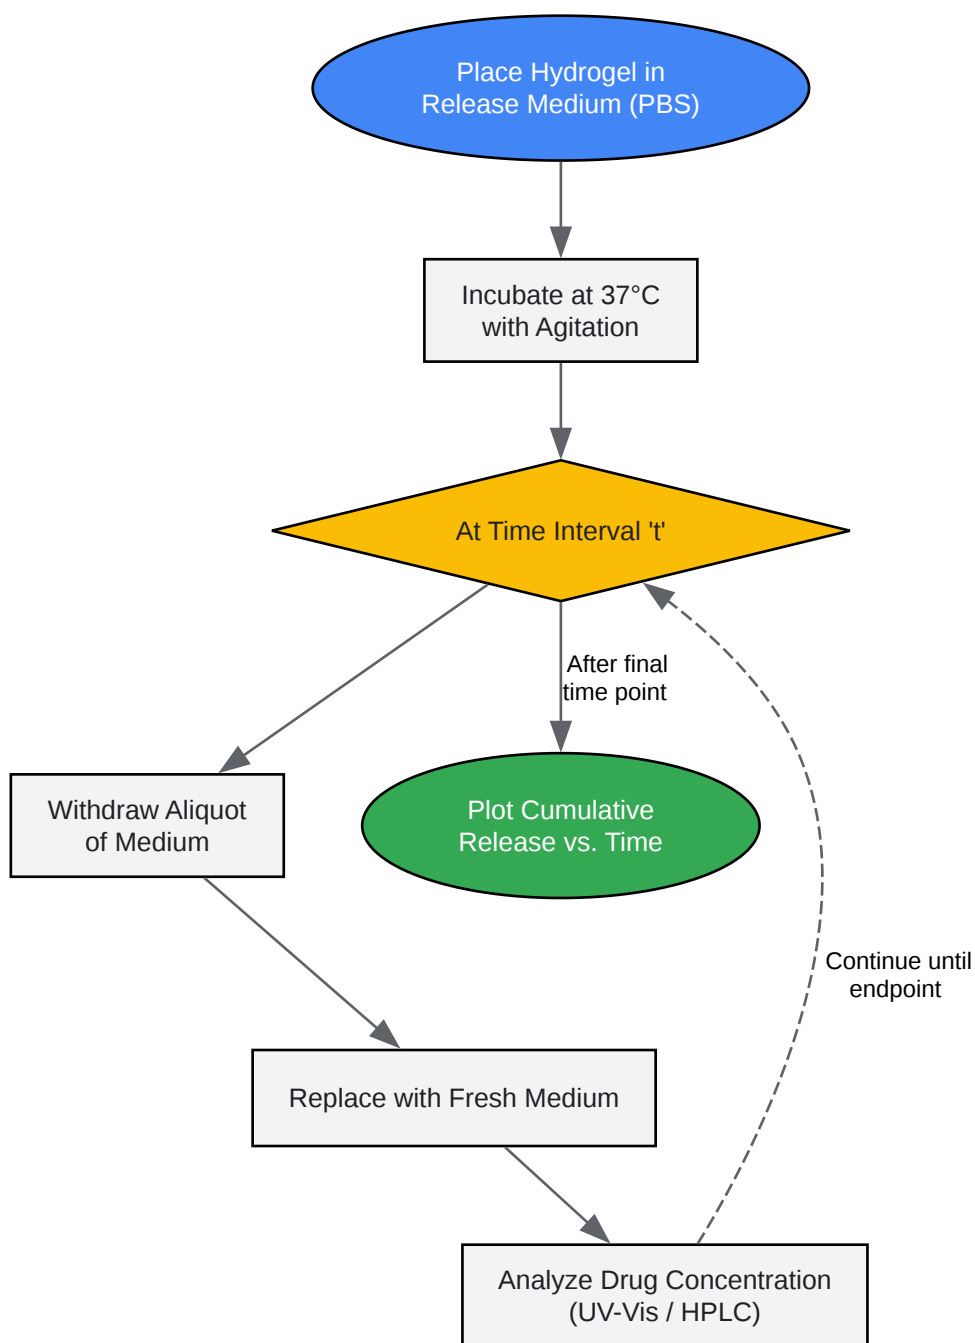 Place Hydrogel in
Release Medium (PBS)
Incubate at 37°C
with Agitation
At Time Interval 't'
After final
time point
Withdraw Aliquot
of Medium
Plot Cumulative
Release vs. Time
Continue until
endpoint
Replace with Fresh Medium
Analyze Drug Concentration
(UV-Vis / HPLC)